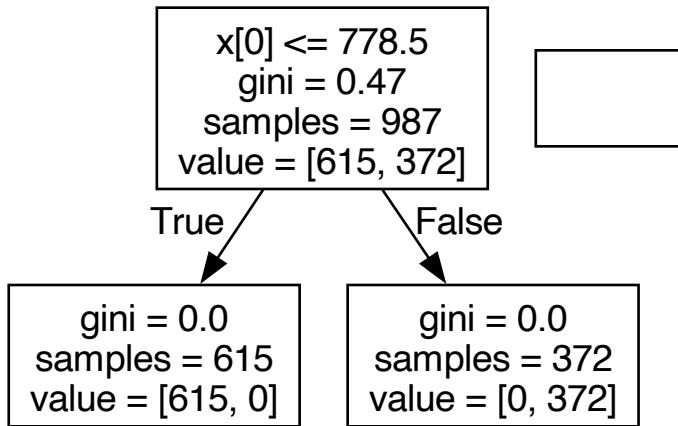 x[0] <= 778.5
gini = 0.47
samples = 987
value = [615, 372]
True
False
gini = 0.0
samples = 615
value = [615, 0]
gini = 0.0
samples = 372
value = [0, 372]